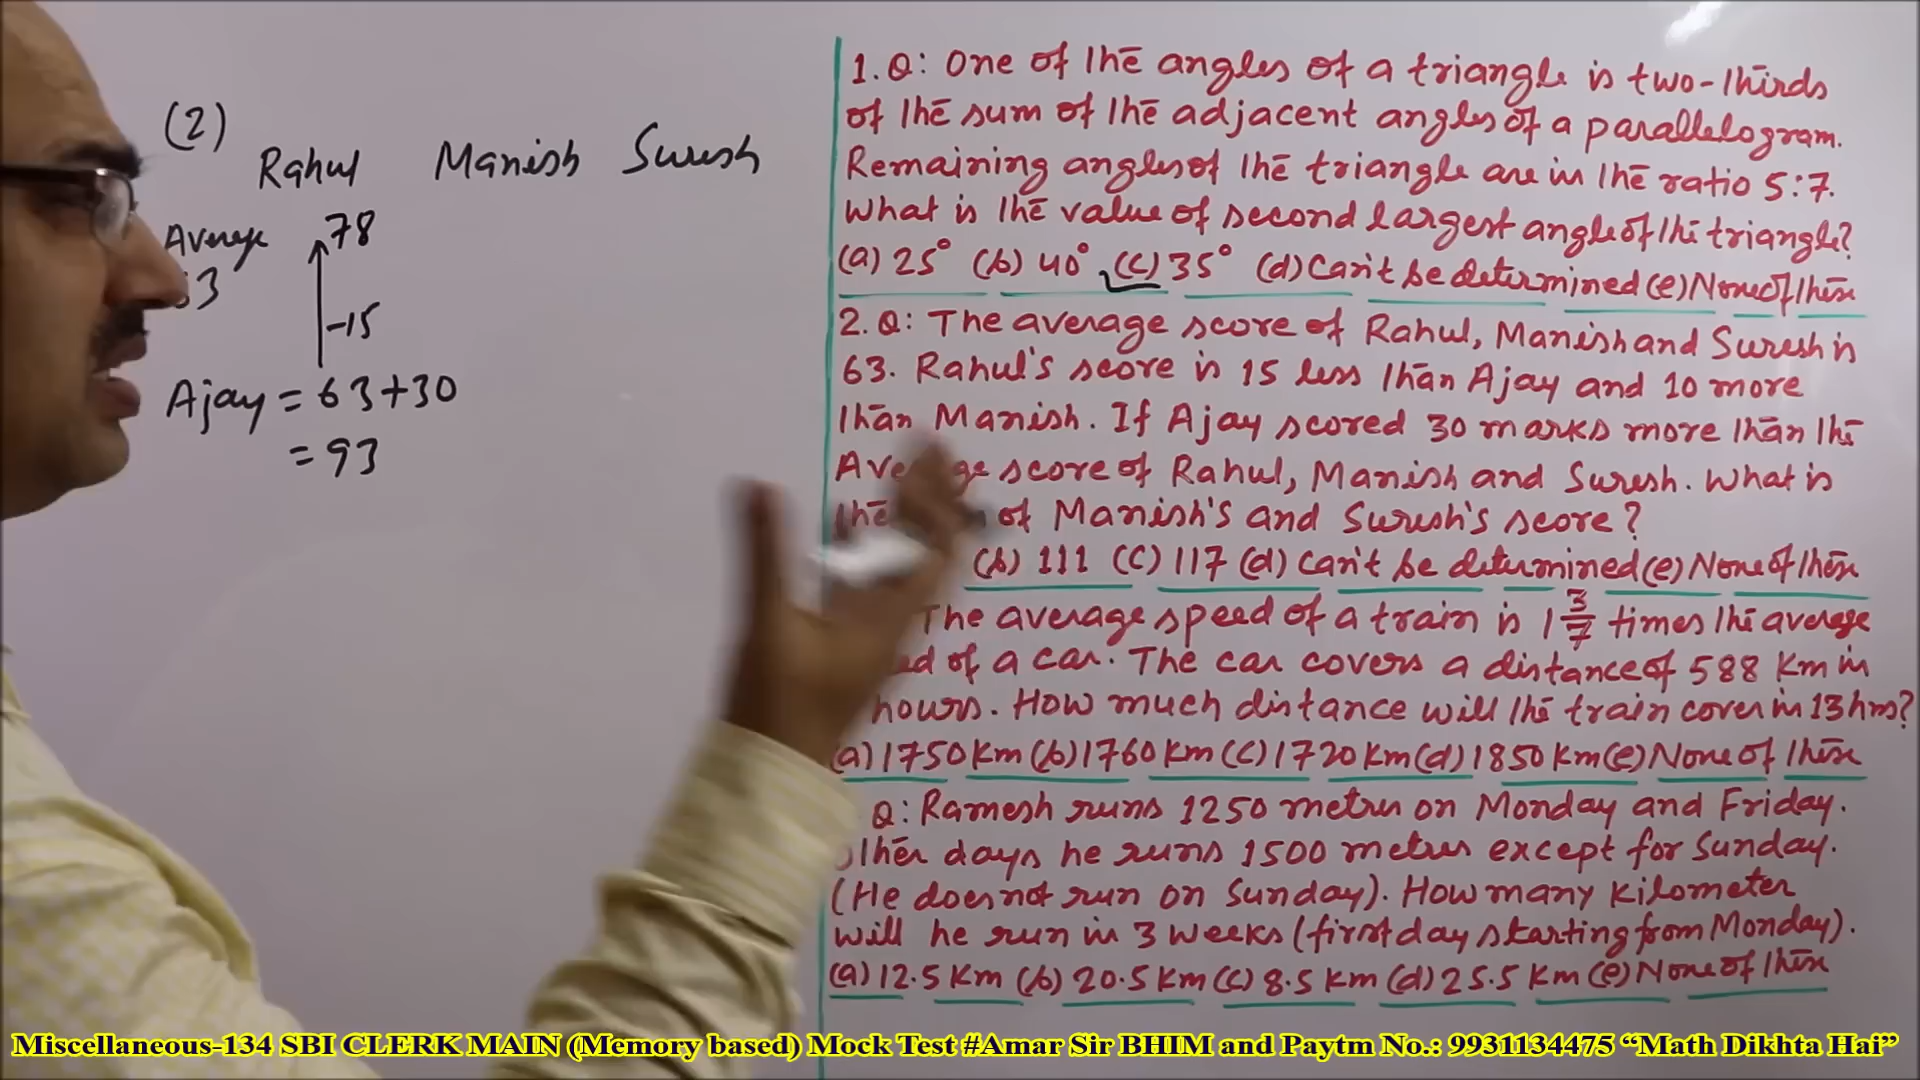 (2)
Rahul Manish Suresh
Average 78
63
-15
Ajay = 63+30
= 93
1. Q: One of the angles of a triangle is two-thirds
of the sum of the adjacent angles of a parallelogram.
Remaining angles of the triangle are in the ratio 5:7.
What is the value of second largest angle of the triangle?
(a) 25° (b) 40° (c) 35° (d) Can't be determined (e) None of these
2. Q: The average score of Rahul, Manish and Suresh is
63. Rahul's score is 15 less than Ajay and 10 more
than Manish. If Ajay scored 30 marks more than the
Average score of Rahul, Manish and Suresh. What is
the of Manish's and Suresh's score?
(b) 111 (c) 117 (d) Can't be determined (e) None of these
The average speed of a train is 1 3/7 times the average
of a car. The car covers a distance of 588 Km in
hours. How much distance will the train cover in 13 hrs?
(a) 1750 Km (b) 1760 Km (c) 1720 Km (d) 1850 Km (e) None of these
Q: Ramesh runs 1250 metres on Monday and Friday.
Other days he runs 1500 metres except for Sunday.
(He does not run on Sunday). How many kilometer
will he run in 3 weeks (first day starting from Monday).
(a) 12.5 Km (b) 20.5 Km (c) 8.5 Km (d) 25.5 Km (e) None of these
Miscellaneous-134 SBI CLERK MAIN (Memory based) Mock Test #Amar Sir BHIM and Paytm No.: 9931134475 “Math Dikhta Hai”